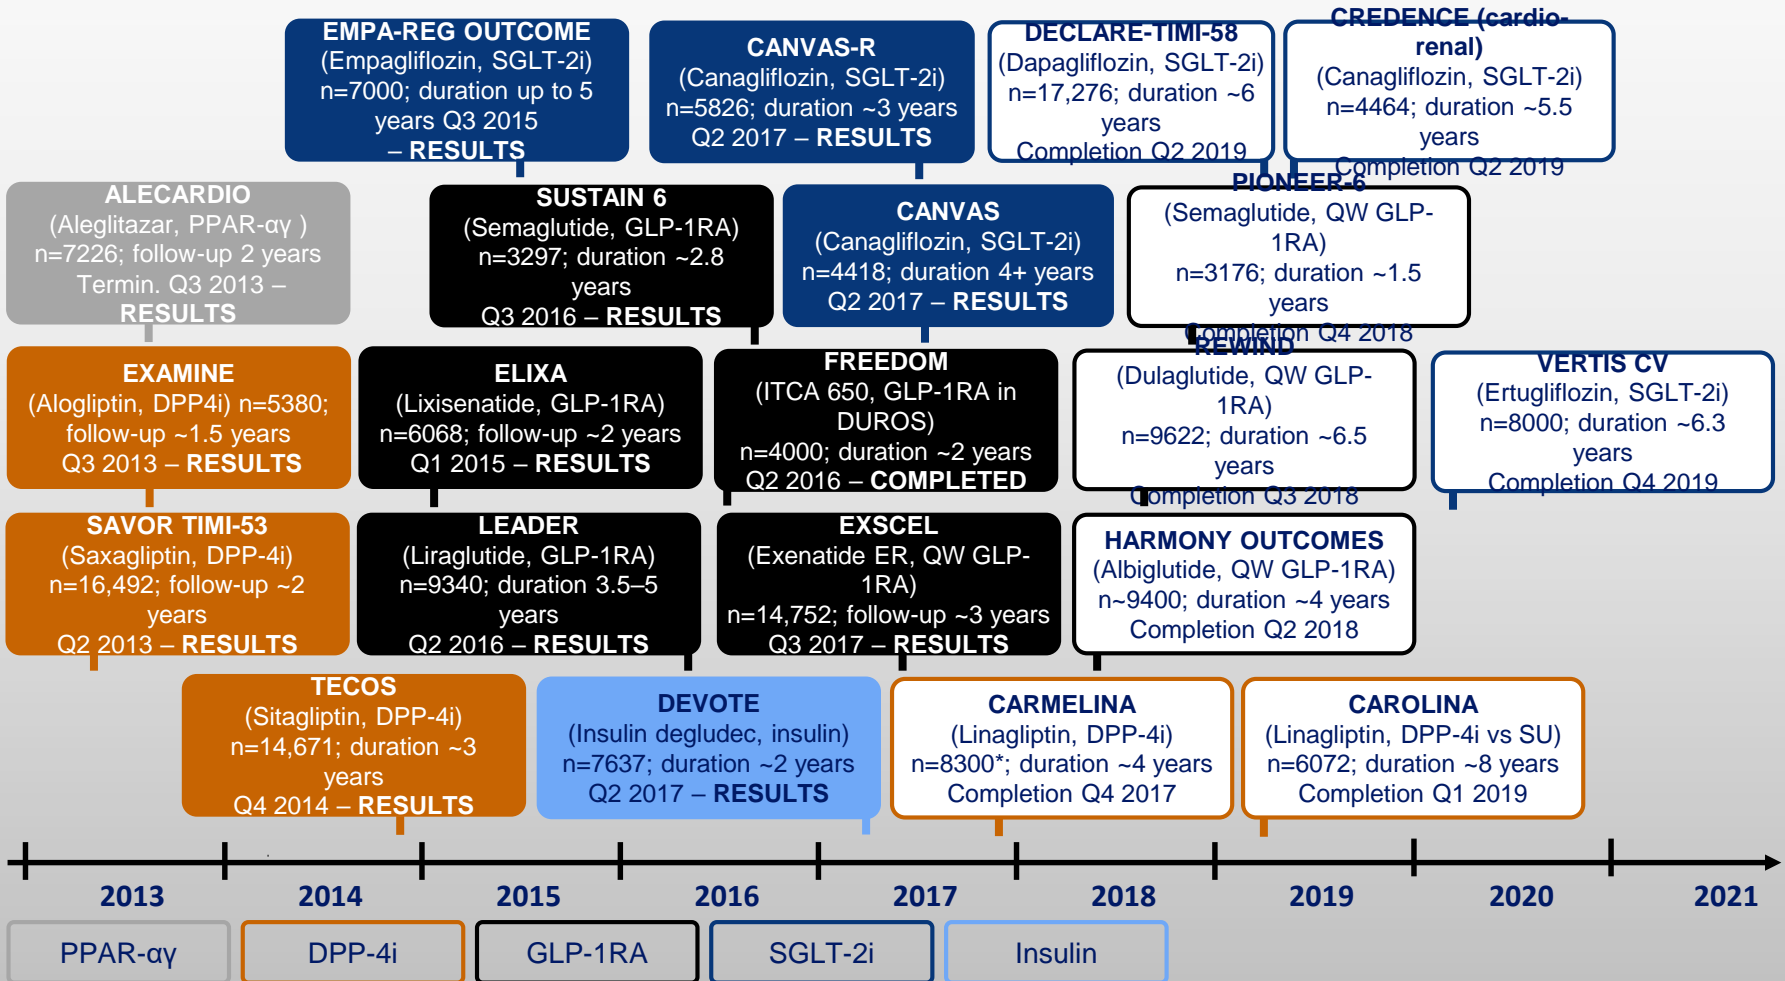 EMPA-REG OUTCOME
(Empagliflozin, SGLT-2i)
n=7000; duration up to 5
years Q3 2015
– RESULTS
CANVAS-R
(Canagliflozin, SGLT-2i)
n=5826; duration ~3 years
Q2 2017 – RESULTS
DECLARE-TIMI-58
(Dapagliflozin, SGLT-2i)
n=17,276; duration ~6
years
Completion Q2 2019
CREDENCE (cardio-
renal)
(Canagliflozin, SGLT-2i)
n=4464; duration ~5.5
years
Completion Q2 2019
ALECARDIO
(Aleglitazar, PPAR-αγ )
n=7226; follow-up 2 years
Termin. Q3 2013 –
RESULTS
SUSTAIN 6
(Semaglutide, GLP-1RA)
n=3297; duration ~2.8
years
Q3 2016 – RESULTS
CANVAS
(Canagliflozin, SGLT-2i)
n=4418; duration 4+ years
Q2 2017 – RESULTS
PIONEER-6
(Semaglutide, QW GLP-
1RA)
n=3176; duration ~1.5
years
Completion Q4 2018
EXAMINE
(Alogliptin, DPP4i) n=5380;
follow-up ~1.5 years
Q3 2013 – RESULTS
ELIXA
(Lixisenatide, GLP-1RA)
n=6068; follow-up ~2 years
Q1 2015 – RESULTS
FREEDOM
(ITCA 650, GLP-1RA in
DUROS)
n=4000; duration ~2 years
Q2 2016 – COMPLETED
REWIND
(Dulaglutide, QW GLP-
1RA)
n=9622; duration ~6.5
years
Completion Q3 2018
VERTIS CV
(Ertugliflozin, SGLT-2i)
n=8000; duration ~6.3
years
Completion Q4 2019
SAVOR TIMI-53
(Saxagliptin, DPP-4i)
n=16,492; follow-up ~2
years
Q2 2013 – RESULTS
LEADER
(Liraglutide, GLP-1RA)
n=9340; duration 3.5–5
years
Q2 2016 – RESULTS
EXSCEL
(Exenatide ER, QW GLP-
1RA)
n=14,752; follow-up ~3 years
Q3 2017 – RESULTS
HARMONY OUTCOMES
(Albiglutide, QW GLP-1RA)
n~9400; duration ~4 years
Completion Q2 2018
TECOS
(Sitagliptin, DPP-4i)
n=14,671; duration ~3
years
Q4 2014 – RESULTS
DEVOTE
(Insulin degludec, insulin)
n=7637; duration ~2 years
Q2 2017 – RESULTS
CARMELINA
(Linagliptin, DPP-4i)
n=8300*; duration ~4 years
Completion Q4 2017
CAROLINA
(Linagliptin, DPP-4i vs SU)
n=6072; duration ~8 years
Completion Q1 2019
2013 2014 2015 2016 2017 2018 2019 2020 2021
PPAR-αγ DPP-4i GLP-1RA SGLT-2i Insulin